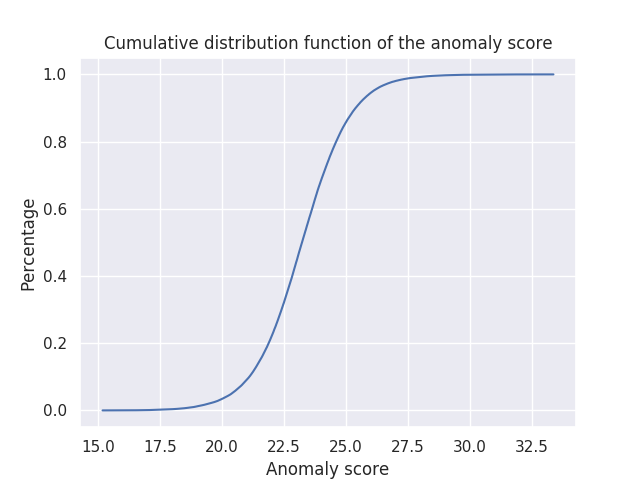 Cumulative distribution function of the anomaly score
Percentage
1.0
0.8
0.6
0.4
0.2
0.0
15.0 17.5 20.0 22.5 25.0 27.5 30.0 32.5
Anomaly score